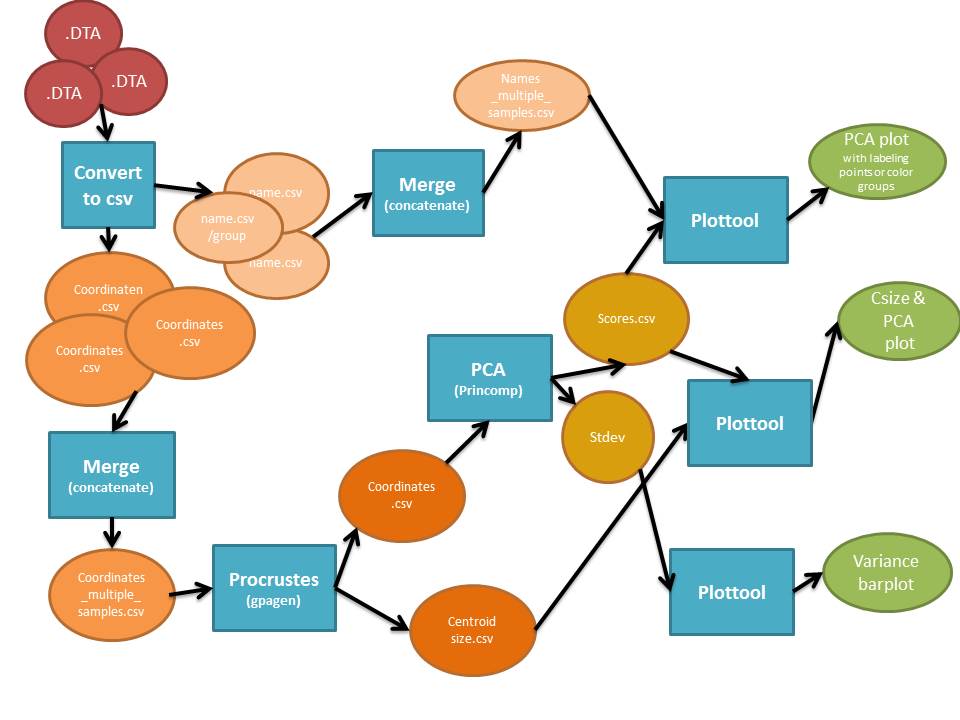 .DTA
.DTA
.DTA
Convert
to csv
name.csv
name.csv
/group
name.csv
Merge
(concatenate)
Names
_multiple_
samples.csv
Plottool
PCA plot
with labeling
points or color
groups
Coordinaten
.csv
Coordinates
.csv
Coordinates
.csv
Scores.csv
Csize &
PCA
plot
PCA
(Princomp)
Stdev
Plottool
Merge
(concatenate)
Coordinates
.csv
Coordinates
_multiple_
samples.csv
Procrustes
(gpagen)
Centroid
size.csv
Plottool
Variance
barplot